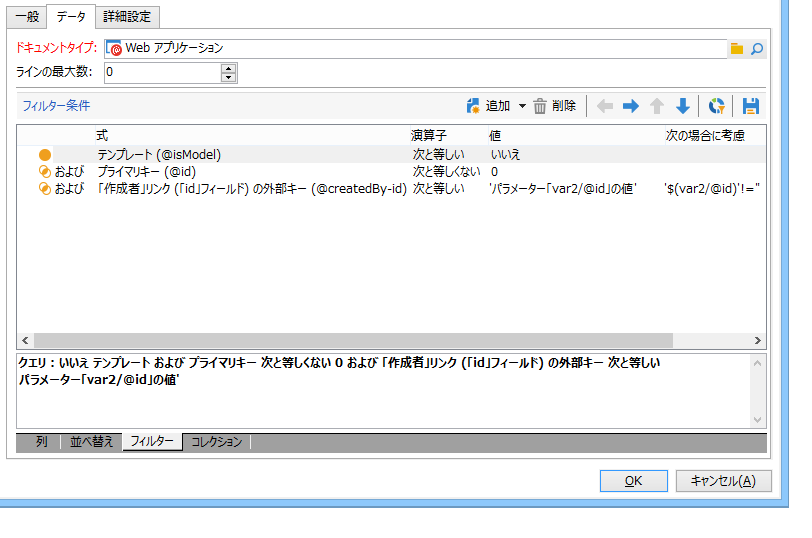 一般 データ 詳細設定
ドキュメントタイプ: Web アプリケーション
ラインの最大数: 0
フィルター条件 追加 削除
式 演算子 値 次の場合に考慮
テンプレート (@isModel) 次と等しい いいえ
および プライマリキー (@id) 次と等しくない 0
および 「作成者」リンク (「id」フィールド) の外部キー (@createdBy-id) 次と等しい 'パラメーター「var2/@id」の値' '$(var2/@id)'!=''
クエリ : いいえ テンプレート および プライマリキー 次と等しくない 0 および 「作成者」リンク (「id」フィールド) の外部キー 次と等しい
パラメーター「var2/@id」の値'
列 並べ替え フィルター コレクション
OK キャンセル(A)